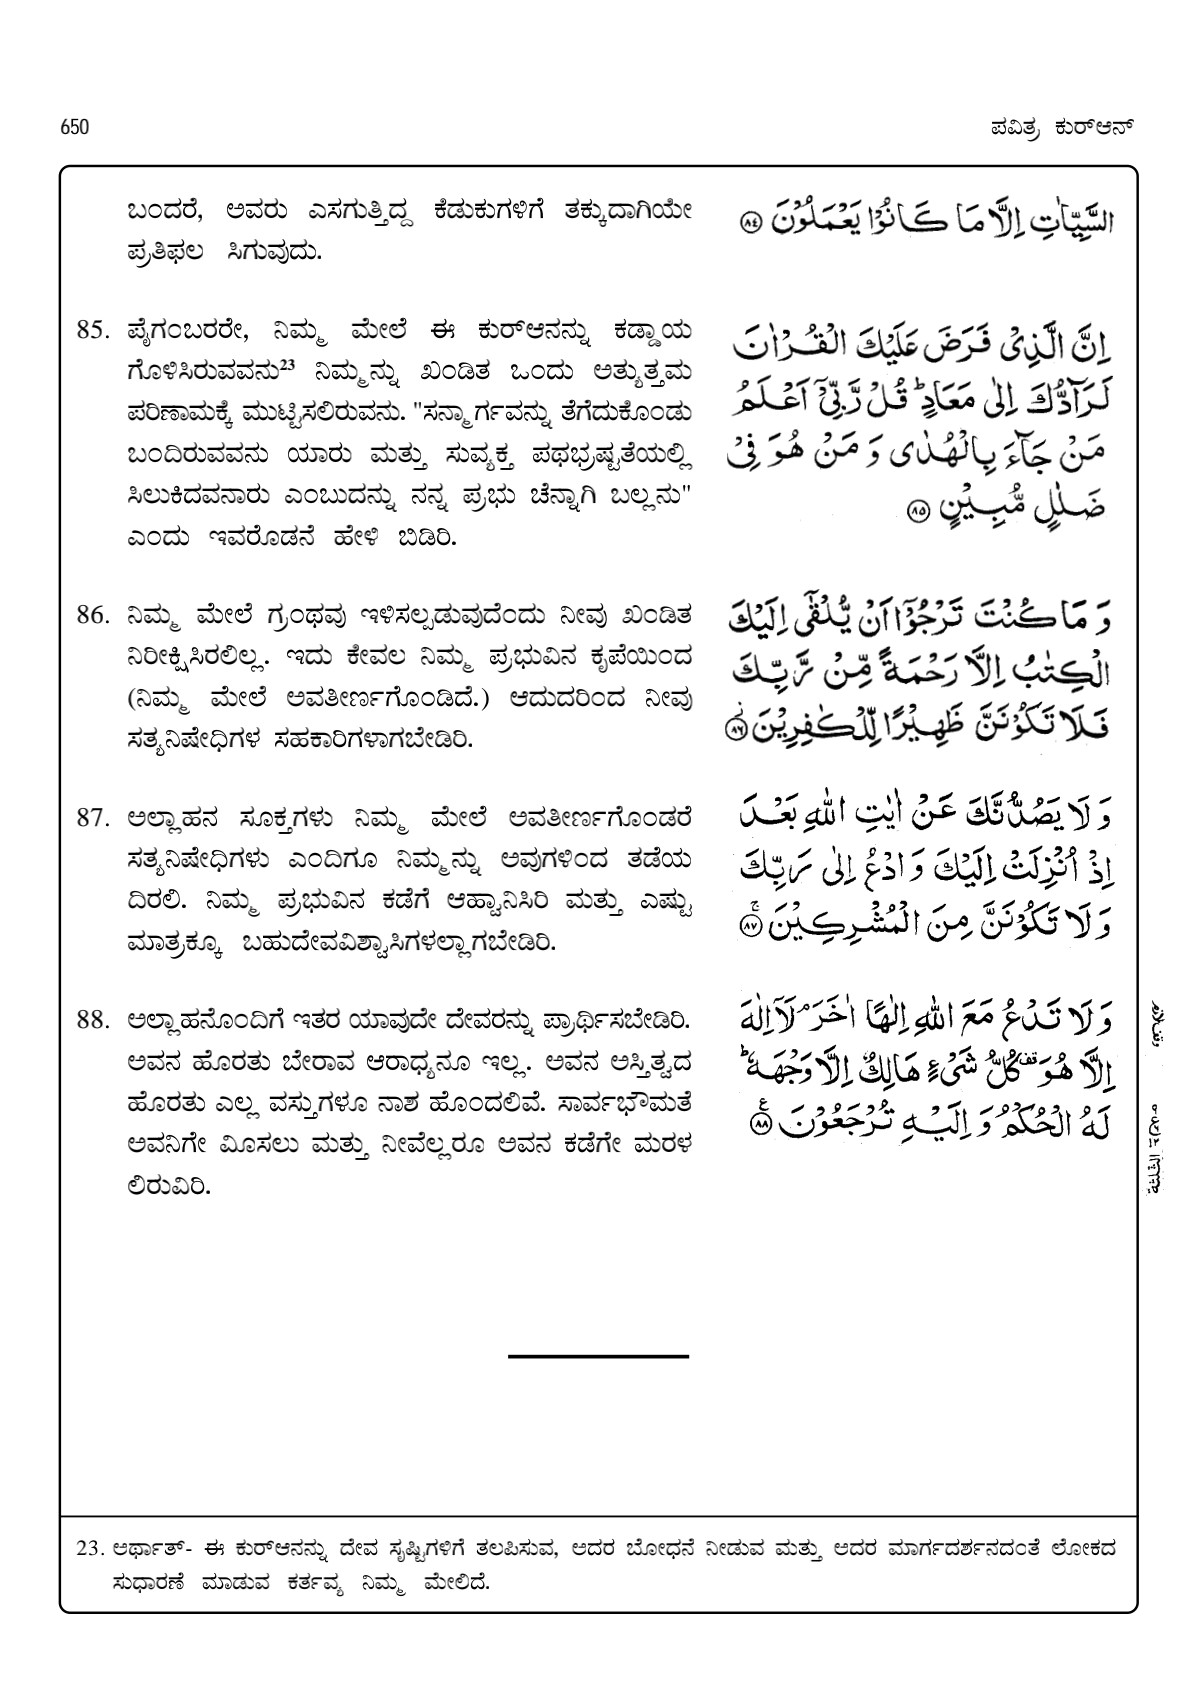 650
ಪವಿತ್ರ ಕುರ್‌ಆನ್
ಬಂದರೆ, ಅವರು ಎಸಗುತ್ತಿದ್ದ ಕೆಡುಕುಗಳಿಗೆ ತಕ್ಕುದಾಗಿಯೇ
ಪ್ರತಿಫಲ ಸಿಗುವುದು.
السَّيِّاٰتِ اِلَّا مَا كَانُوْا يَعْمَلُوْنَ ﴿٨٤﴾
85. ಪೈಗಂಬರರೇ, ನಿಮ್ಮ ಮೇಲೆ ಈ ಕುರ್‌ಆನನ್ನು ಕಡ್ಡಾಯ
ಗೊಳಿಸಿರುವವನು23 ನಿಮ್ಮನ್ನು ಖಂಡಿತ ಒಂದು ಅತ್ಯುತ್ತಮ
ಪರಿಣಾಮಕ್ಕೆ ಮುಟ್ಟಿಸಲಿರುವನು. "ಸನ್ಮಾರ್ಗವನ್ನು ತೆಗೆದುಕೊಂಡು
ಬಂದಿರುವವನು ಯಾರು ಮತ್ತು ಸುವ್ಯಕ್ತ ಪಥಭ್ರಷ್ಟತೆಯಲ್ಲಿ
ಸಿಲುಕಿದವನಾರು ಎಂಬುದನ್ನು ನನ್ನ ಪ್ರಭು ಚೆನ್ನಾಗಿ ಬಲ್ಲನು"
ಎಂದು ಇವರೊಡನೆ ಹೇಳಿ ಬಿಡಿರಿ.
اِنَّ الَّذِىْ فَرَضَ عَلَيْكَ الْقُرْاٰنَ
لَرَآدُّكَ اِلٰى مَعَادٍ ؕ قُلْ رَّبِّىْۤ اَعْلَمُ
مَنْ جَآءَ بِالْهُدٰى وَ مَنْ هُوَ فِىْ
ضَلٰلٍ مُّبِيْنٍ ﴿٨٥﴾
86. ನಿಮ್ಮ ಮೇಲೆ ಗ್ರಂಥವು ಇಳಿಸಲ್ಪಡುವುದೆಂದು ನೀವು ಖಂಡಿತ
ನಿರೀಕ್ಷಿಸಿರಲಿಲ್ಲ. ಇದು ಕೇವಲ ನಿಮ್ಮ ಪ್ರಭುವಿನ ಕೃಪೆಯಿಂದ
(ನಿಮ್ಮ ಮೇಲೆ ಅವತೀರ್ಣಗೊಂಡಿದೆ.) ಆದುದರಿಂದ ನೀವು
ಸತ್ಯನಿಷೇಧಿಗಳ ಸಹಕಾರಿಗಳಾಗಬೇಡಿರಿ.
وَ مَا كُنْتَ تَرْجُوْۤا اَنْ يُّلْقٰٓى اِلَيْكَ
الْكِتٰبُ اِلَّا رَحْمَةً مِّنْ رَّبِّكَ
فَلَا تَكُوْنَنَّ ظَهِيْرًا لِّلْكٰفِرِيْنَ ﴿٨٦﴾
87. ಅಲ್ಲಾಹನ ಸೂಕ್ತಗಳು ನಿಮ್ಮ ಮೇಲೆ ಅವತೀರ್ಣಗೊಂಡರೆ
ಸತ್ಯನಿಷೇಧಿಗಳು ಎಂದಿಗೂ ನಿಮ್ಮನ್ನು ಅವುಗಳಿಂದ ತಡೆಯ
ದಿರಲಿ. ನಿಮ್ಮ ಪ್ರಭುವಿನ ಕಡೆಗೆ ಆಹ್ವಾನಿಸಿರಿ ಮತ್ತು ಎಷ್ಟು
ಮಾತ್ರಕ್ಕೂ ಬಹುದೇವವಿಶ್ವಾಸಿಗಳಲ್ಲಾಗಬೇಡಿರಿ.
وَ لَا يَصُدُّنَّكَ عَنْ اٰيٰتِ اللّٰهِ بَعْدَ
اِذْ اُنْزِلَتْ اِلَيْكَ وَ ادْعُ اِلٰى رَبِّكَ
وَ لَا تَكُوْنَنَّ مِنَ الْمُشْرِكِيْنَ ﴿٨٧﴾
88. ಅಲ್ಲಾಹನೊಂದಿಗೆ ಇತರ ಯಾವುದೇ ದೇವರನ್ನು ಪ್ರಾರ್ಥಿಸಬೇಡಿರಿ.
ಅವನ ಹೊರತು ಬೇರಾವ ಆರಾಧ್ಯನೂ ಇಲ್ಲ. ಅವನ ಅಸ್ತಿತ್ವದ
ಹೊರತು ಎಲ್ಲ ವಸ್ತುಗಳೂ ನಾಶ ಹೊಂದಲಿವೆ. ಸಾರ್ವಭೌಮತೆ
ಅವನಿಗೇ ಮೀಸಲು ಮತ್ತು ನೀವೆಲ್ಲರೂ ಅವನ ಕಡೆಗೇ ಮರಳ
ಲಿರುವಿರಿ.
وَ لَا تَدْعُ مَعَ اللّٰهِ اِلٰهًا اٰخَرَ ۘ لَاۤ اِلٰهَ
اِلَّا هُوَ ۟ كُلُّ شَىْءٍ هَالِكٌ اِلَّا وَجْهَهٗ ؕ
لَهُ الْحُكْمُ وَ اِلَيْهِ تُرْجَعُوْنَ ﴿٨٨﴾
23. ಅರ್ಥಾತ್- ಈ ಕುರ್‌ಆನನ್ನು ದೇವ ಸೃಷ್ಟಿಗಳಿಗೆ ತಲಪಿಸುವ, ಅದರ ಬೋಧನೆ ನೀಡುವ ಮತ್ತು ಅದರ ಮಾರ್ಗದರ್ಶನದಂತೆ ಲೋಕದ
ಸುಧಾರಣೆ ಮಾಡುವ ಕರ್ತವ್ಯ ನಿಮ್ಮ ಮೇಲಿದೆ.